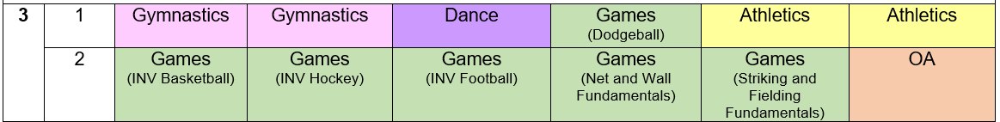 3 1 Gymnastics Gymnastics Dance Games Athletics Athletics
(Dodgeball)
2 Games Games Games Games Games OA
(INV Basketball) (INV Hockey) (INV Football) (Net and Wall (Striking and
Fundamentals) Fielding
Fundamentals)